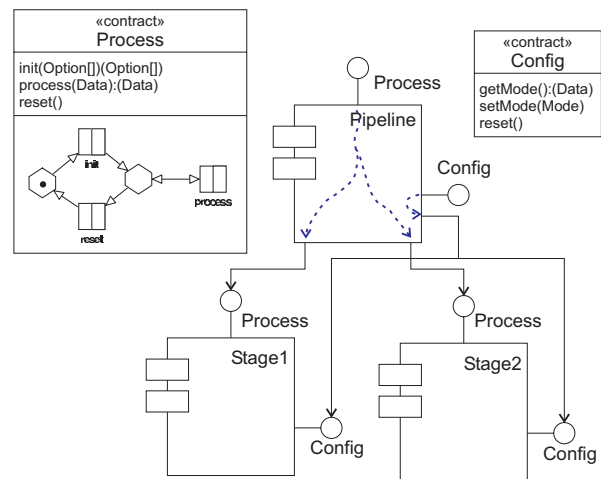 «contract»
Process
init(Option[])(Option[])
process(Data):(Data)
reset()
init
process
reset
Process
Pipeline
Config
«contract»
Config
getMode():(Data)
setMode(Mode)
reset()
Process
Stage1
Config
Process
Stage2
Config